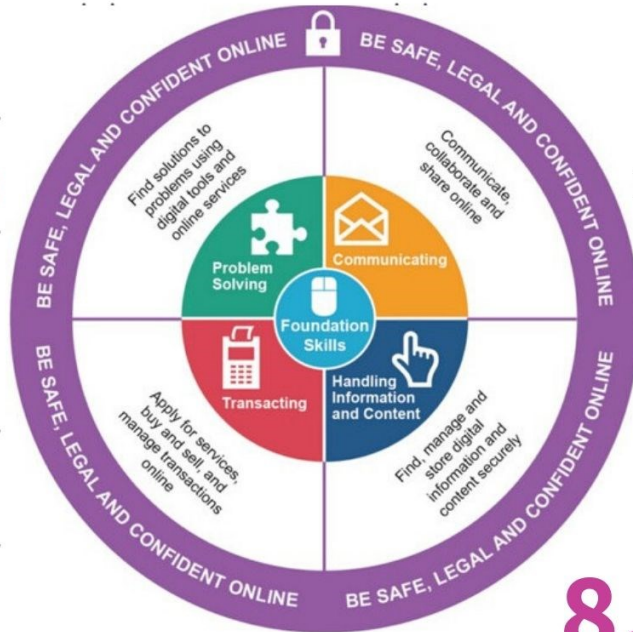 BE SAFE, LEGAL AND CONFIDENT ONLINE
BE SAFE, LEGAL AND CONFIDENT ONLINE
Find solutions to
problems using
digital tools and
online services
Communicate,
collaborate and
share online
Problem
Solving
Communicating
Foundation
Skills
Transacting
Handling
Information
and Content
Apply for services,
buy and sell, and
manage transactions
online
Find, manage and
store digital
information and
content securely
BE SAFE, LEGAL AND CONFIDENT ONLINE
BE SAFE, LEGAL AND CONFIDENT ONLINE
8